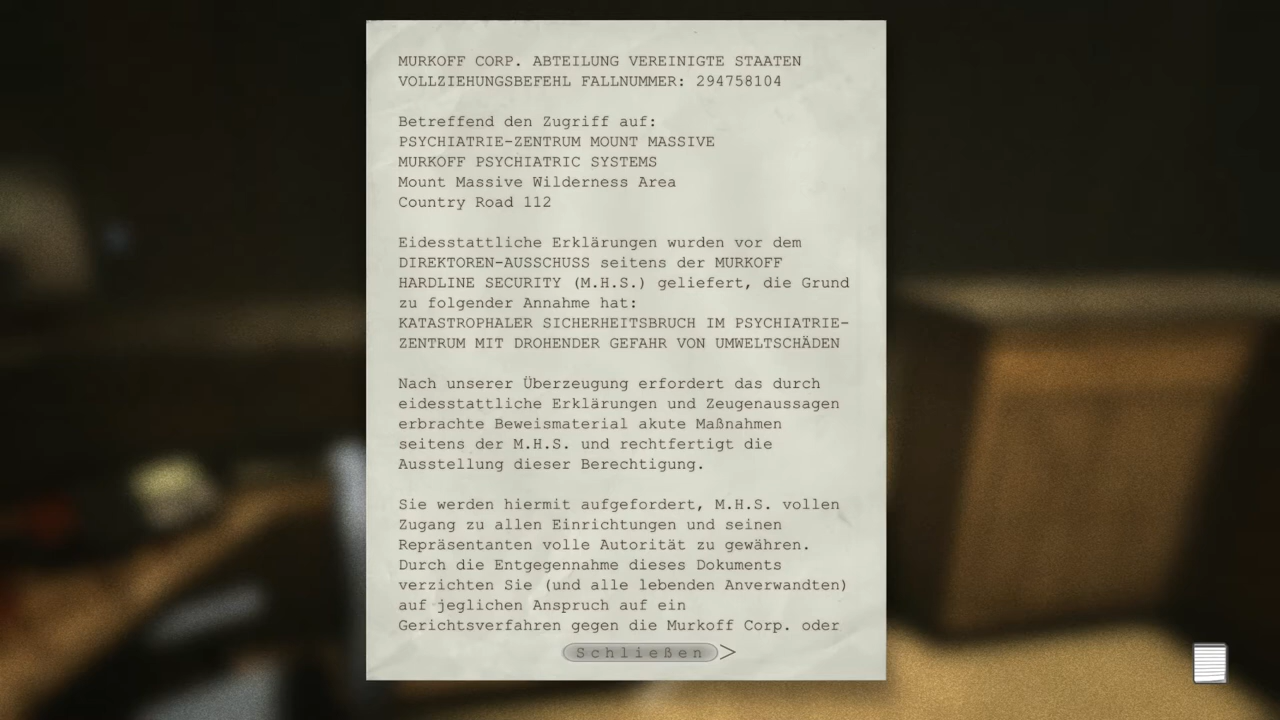 MURKOFF CORP. ABTEILUNG VEREINIGTE STAATEN
VOLLZIEHUNGSBEFEHL FALLNUMMER: 294758104
Betreffend den Zugriff auf:
PSYCHIATRIE-ZENTRUM MOUNT MASSIVE
MURKOFF PSYCHIATRIC SYSTEMS
Mount Massive Wilderness Area
Country Road 112
Eidesstattliche Erklärungen wurden vor dem
DIREKTOREN-AUSSCHUSS seitens der MURKOFF
HARDLINE SECURITY (M.H.S.) geliefert, die Grund
zu folgender Annahme hat:
KATASTROPHALER SICHERHEITSBRUCH IM PSYCHIATRIE-
ZENTRUM MIT DROHENDER GEFAHR VON UMWELTSCHÄDEN
Nach unserer Überzeugung erfordert das durch
eidesstattliche Erklärungen und Zeugenaussagen
erbrachte Beweismaterial akute Maßnahmen
seitens der M.H.S. und rechtfertigt die
Ausstellung dieser Berechtigung.
Sie werden hiermit aufgefordert, M.H.S. vollen
Zugang zu allen Einrichtungen und seinen
Repräsentanten volle Autorität zu gewähren.
Durch die Entgegennahme dieses Dokuments
verzichten Sie (und alle lebenden Anverwandten)
auf jeglichen Anspruch auf ein
Gerichtsverfahren gegen die Murkoff Corp. oder
Schließen >